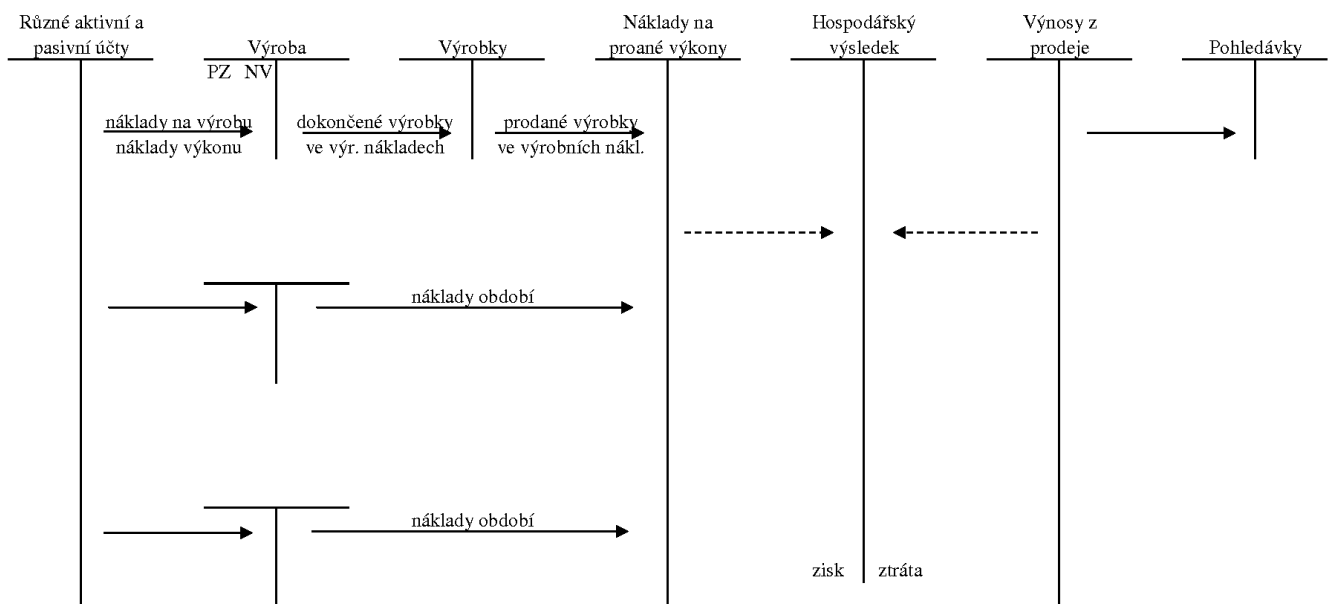 Různé aktivní a
pasivní účty
Výroba
Výrobky
Náklady na
proané výkony
Hospodářský
výsledek
Výnosy z
prodeje
Pohledávky
PZ NV
náklady na výrobu
náklady výkonu
dokončené výrobky
ve výr. nákladech
prodané výrobky
ve výrobních nákl.
náklady období
náklady období
zisk
ztráta